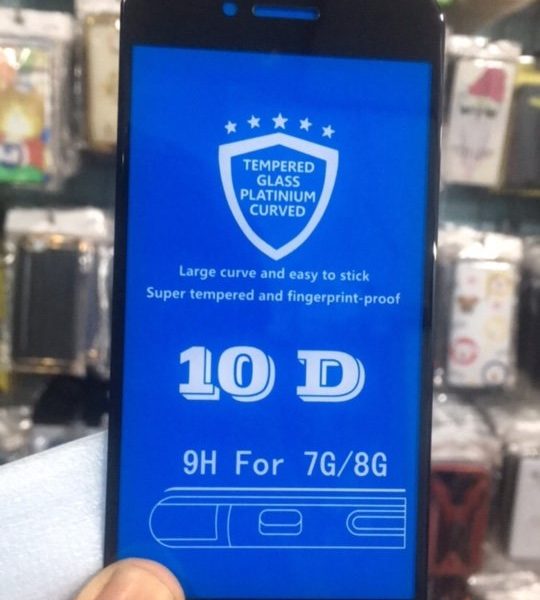 TEMPERED
GLASS
PLATINIUM
CURVED
Large curve and easy to stick
Super tempered and fingerprint-proof
10 D
9H For 7G/8G